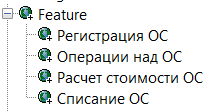 Feature
Регистрация ОС
Операции над ОС
Расчет стоимости ОС
Списание ОС